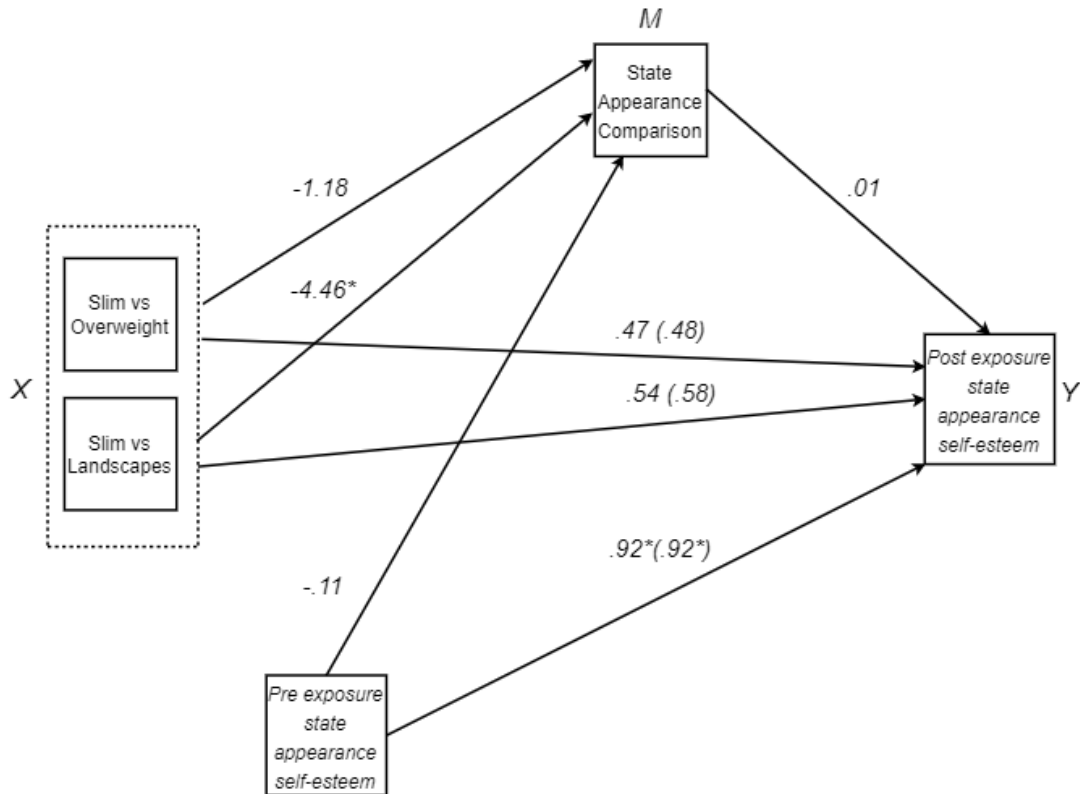 M
State
Appearance
Comparison
-1.18
.01
-4.46*
Slim vs
Overweight
.47 (.48)
X
.54 (.58)
Post exposure
state
appearance
self-esteem
Y
Slim vs
Landscapes
.92*(.92*)
-.11
Pre exposure
state
appearance
self-esteem